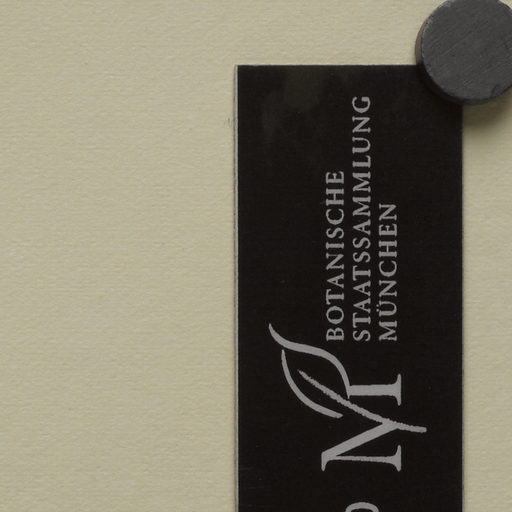 BOTANISCHE
STAATSSAMMLUNG
MÜNCHEN
M